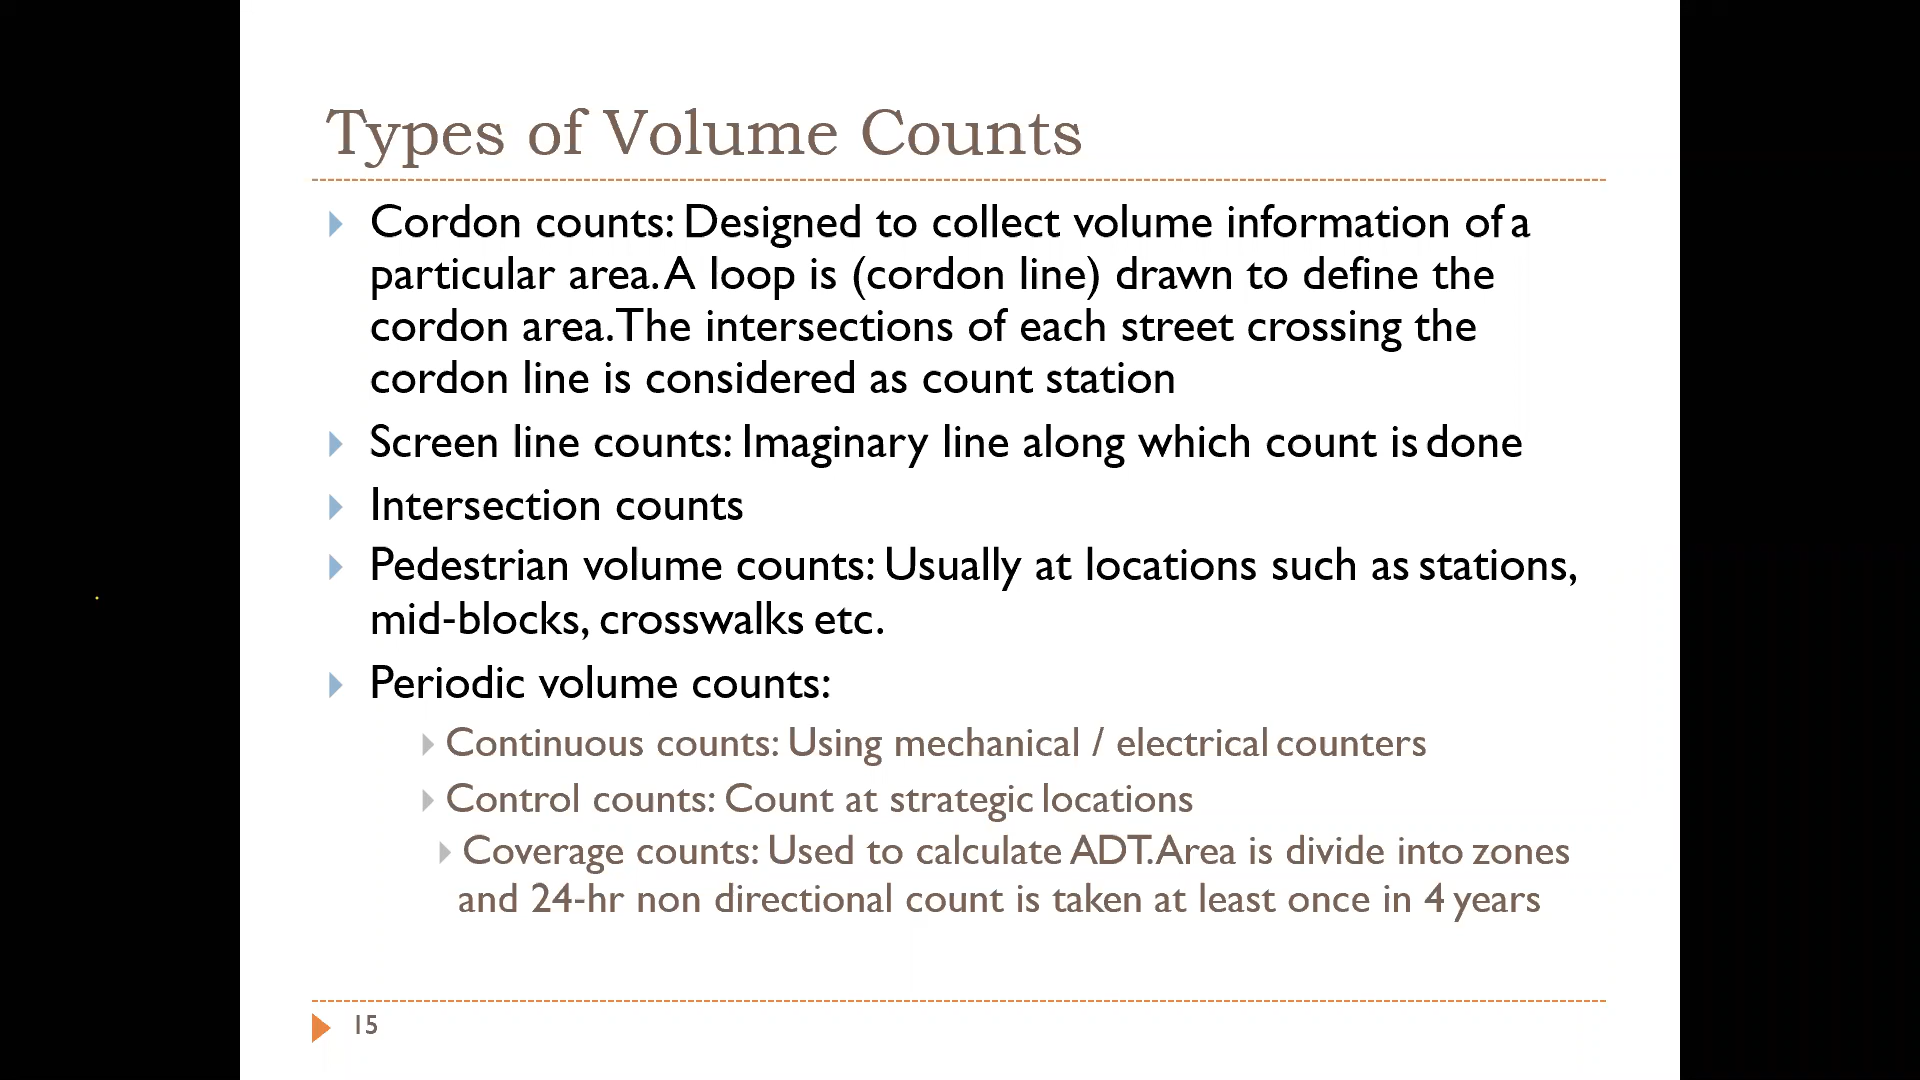 Types of Volume Counts
Cordon counts: Designed to collect volume information of a
particular area. A loop is (cordon line) drawn to define the
cordon area. The intersections of each street crossing the
cordon line is considered as count station
Screen line counts: Imaginary line along which count is done
Intersection counts
Pedestrian volume counts: Usually at locations such as stations,
mid-blocks, crosswalks etc.
Periodic volume counts:
Continuous counts: Using mechanical / electrical counters
Control counts: Count at strategic locations
Coverage counts: Used to calculate ADT. Area is divide into zones
and 24-hr non directional count is taken at least once in 4 years
15